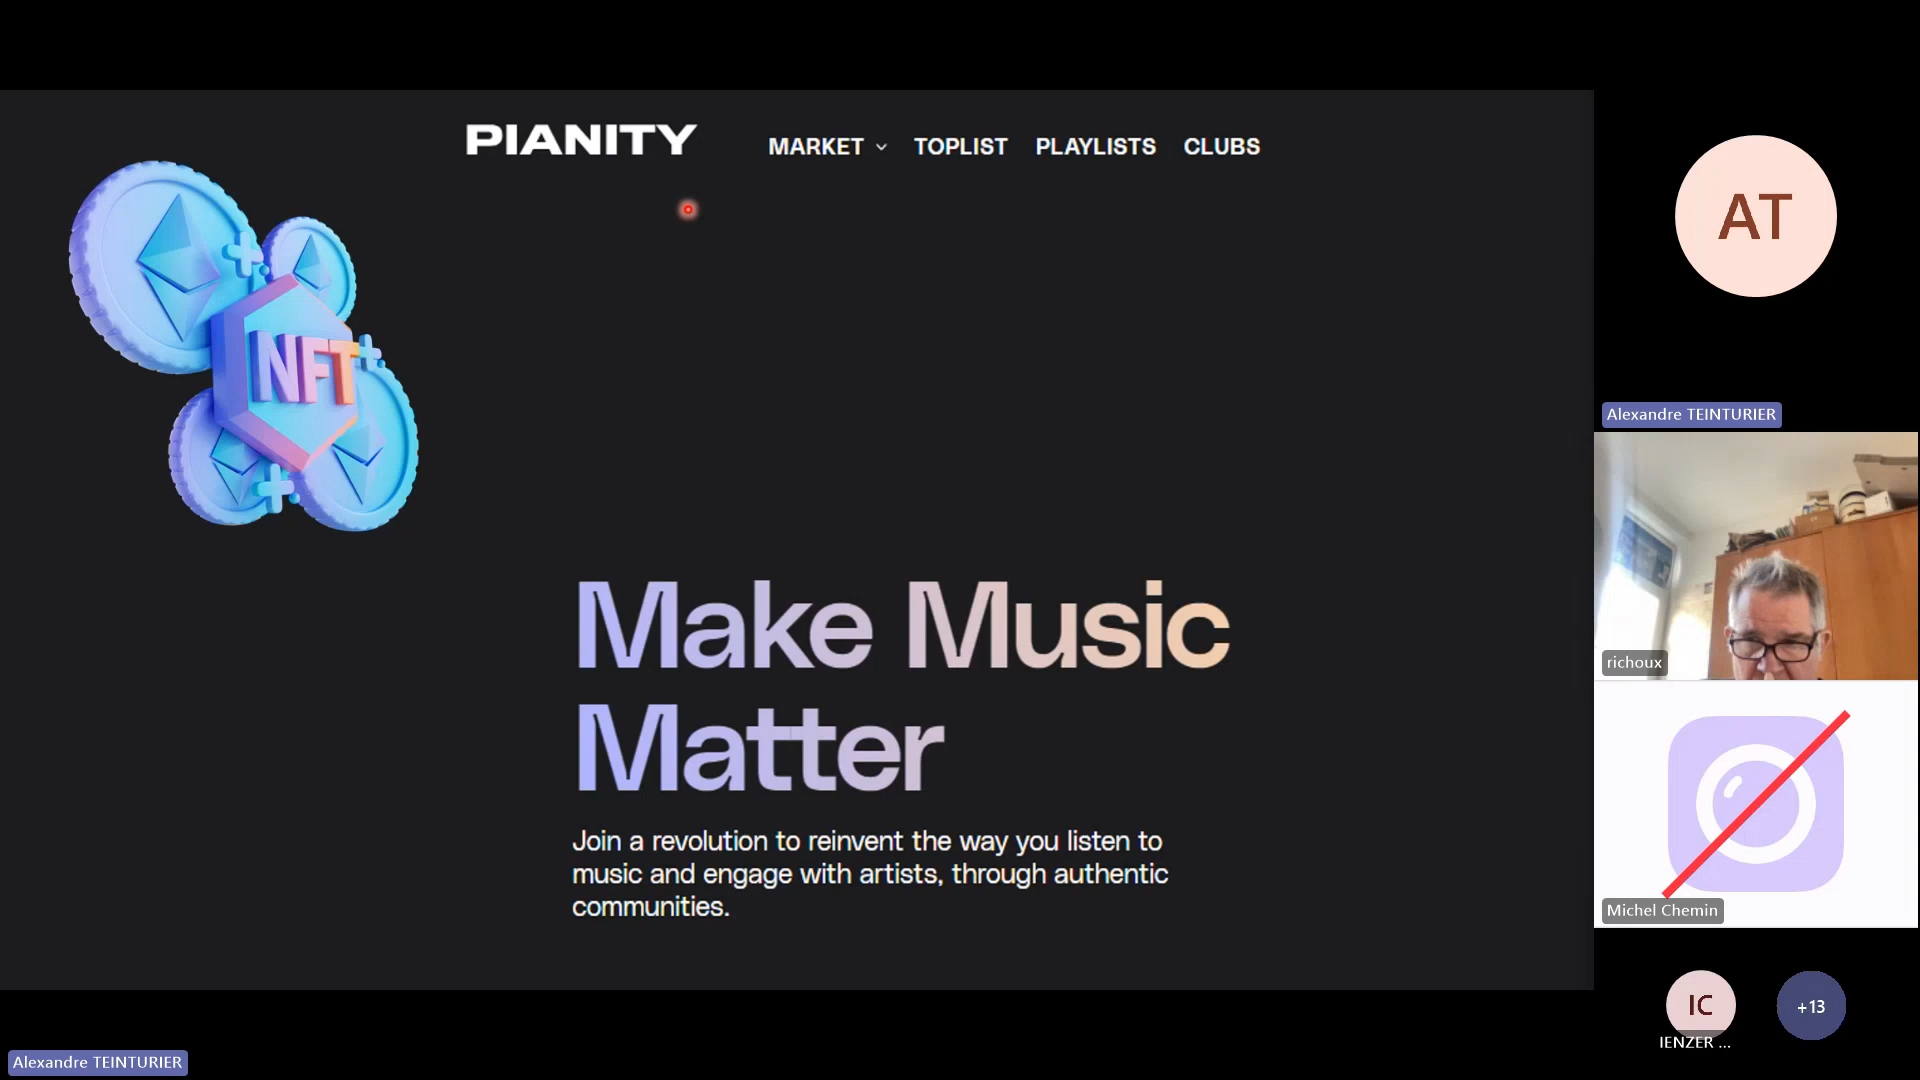 PIANITY
MARKET TOPLIST PLAYLISTS CLUBS
NFT
Make Music
Matter
Join a revolution to reinvent the way you listen to
music and engage with artists, through authentic
communities.
AT
Alexandre TEINTURIER
richoux
Michel Chemin
IC
+13
IENZER ...
Alexandre TEINTURIER